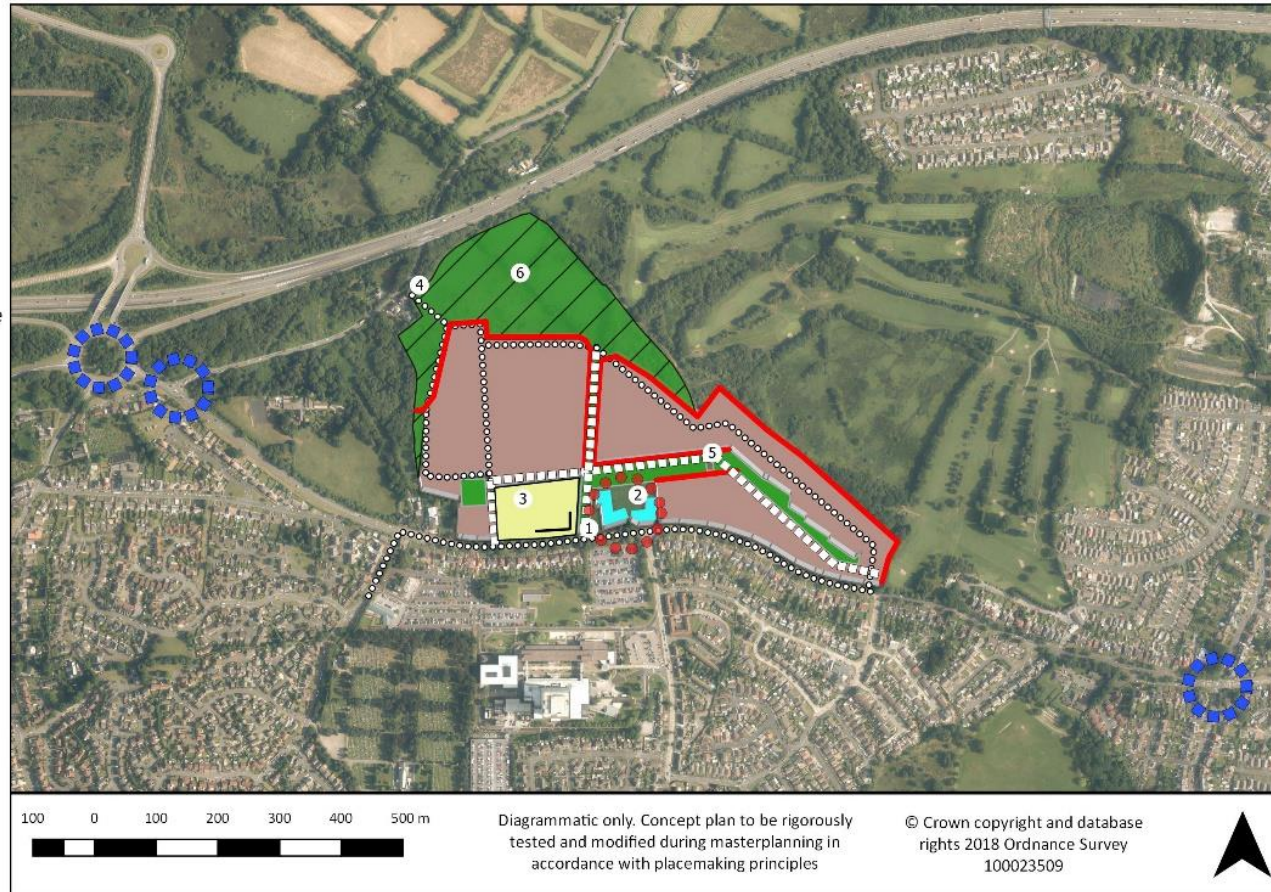 e
4
6
5
3
2
1
100 0 100 200 300 400 500 m
Diagrammatic only. Concept plan to be rigorously
tested and modified during masterplanning in
accordance with placemaking principles
© Crown copyright and database
rights 2018 Ordnance Survey
100023509